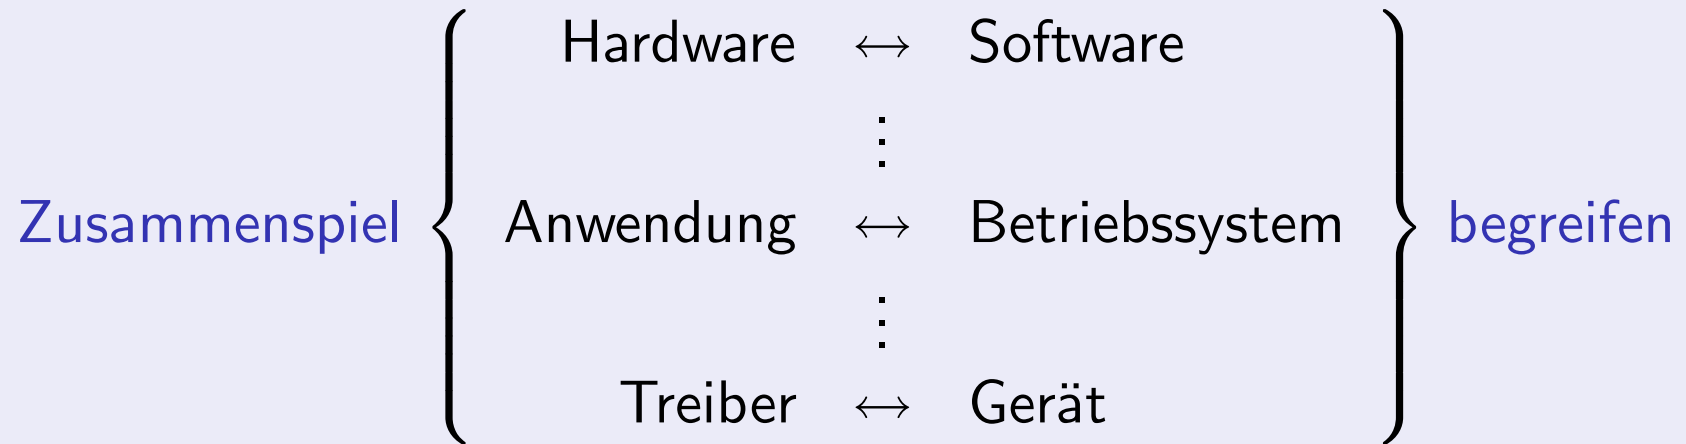 Hardware ↔ Software
⋮
Zusammenspiel { Anwendung ↔ Betriebssystem } begreifen
⋮
Treiber ↔ Gerät